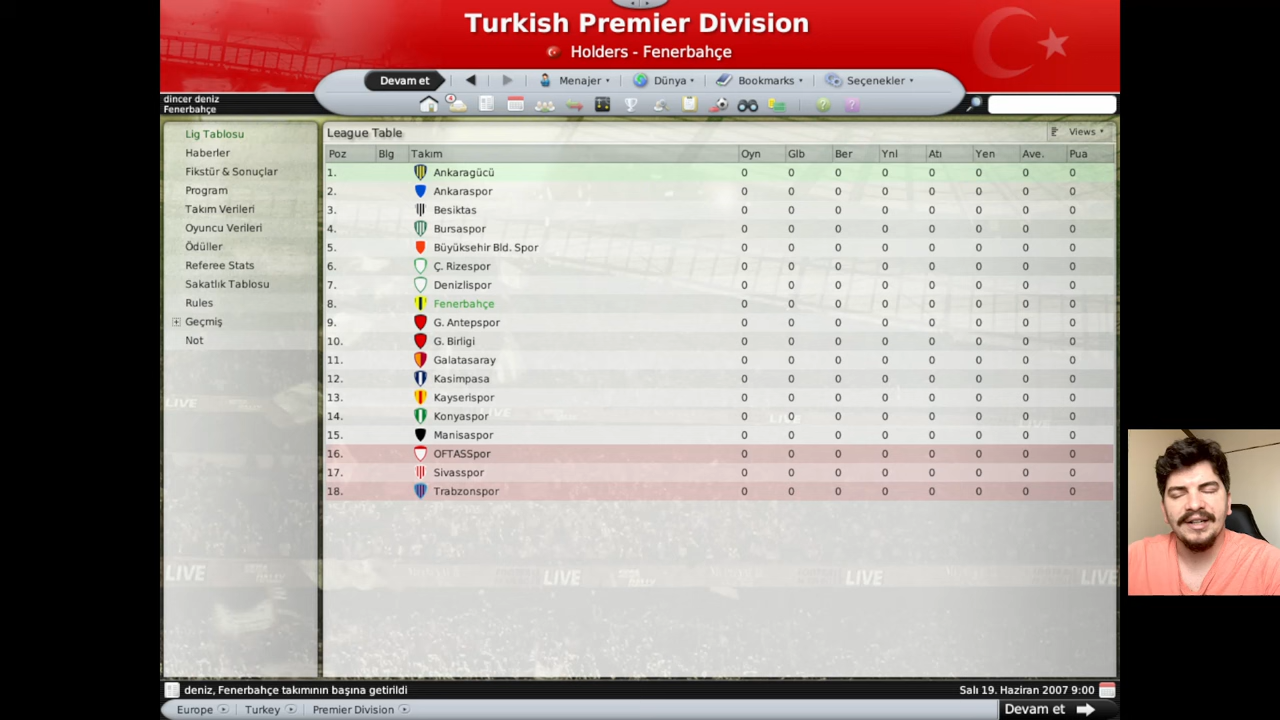 Turkish Premier Division
Holders - Fenerbahçe
Devam et Menajer Dünya Bookmarks Seçenekler
dincer deniz
Fenerbahçe
Lig Tablosu
Haberler
Fikstür & Sonuçlar
Program
Takım Verileri
Oyuncu Verileri
Ödüller
Referee Stats
Sakatlık Tablosu
Rules
Geçmiş
Not
League Table Views
Poz Blg Takım Oyn Glb Ber Ynl Atı Yen Ave. Pua
1. Ankaragücü 0 0 0 0 0 0 0 0
2. Ankaraspor 0 0 0 0 0 0 0 0
3. Besiktas 0 0 0 0 0 0 0 0
4. Bursaspor 0 0 0 0 0 0 0 0
5. Büyükşehir Bld. Spor 0 0 0 0 0 0 0 0
6. Ç. Rizespor 0 0 0 0 0 0 0 0
7. Denizlispor 0 0 0 0 0 0 0 0
8. Fenerbahçe 0 0 0 0 0 0 0 0
9. G. Antepspor 0 0 0 0 0 0 0 0
10. G. Birligi 0 0 0 0 0 0 0 0
11. Galatasaray 0 0 0 0 0 0 0 0
12. Kasimpasa 0 0 0 0 0 0 0 0
13. Kayserispor 0 0 0 0 0 0 0 0
14. Konyaspor 0 0 0 0 0 0 0 0
15. Manisaspor 0 0 0 0 0 0 0 0
16. OFTASSpor 0 0 0 0 0 0 0 0
17. Sivasspor 0 0 0 0 0 0 0 0
18. Trabzonspor 0 0 0 0 0 0 0 0
LIVE LIVE LIVE LIVE
deniz, Fenerbahçe takımının başına getirildi Salı 19. Haziran 2007 9:00
Europe Turkey Premier Division Devam et